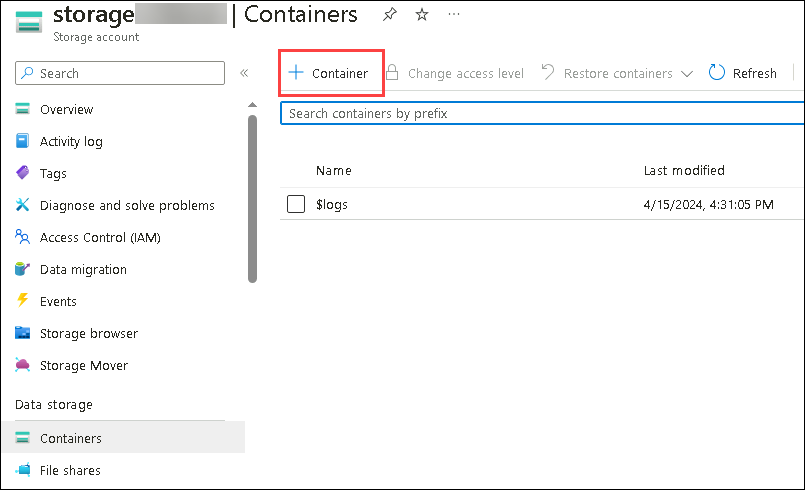 storage | Containers
Storage account
Search
Container
Change access level
Restore containers
Refresh
Search containers by prefix
Overview
Activity log
Tags
Diagnose and solve problems
Access Control (IAM)
Data migration
Events
Storage browser
Storage Mover
Data storage
Containers
File shares
Name Last modified
$logs 4/15/2024, 4:31:05 PM